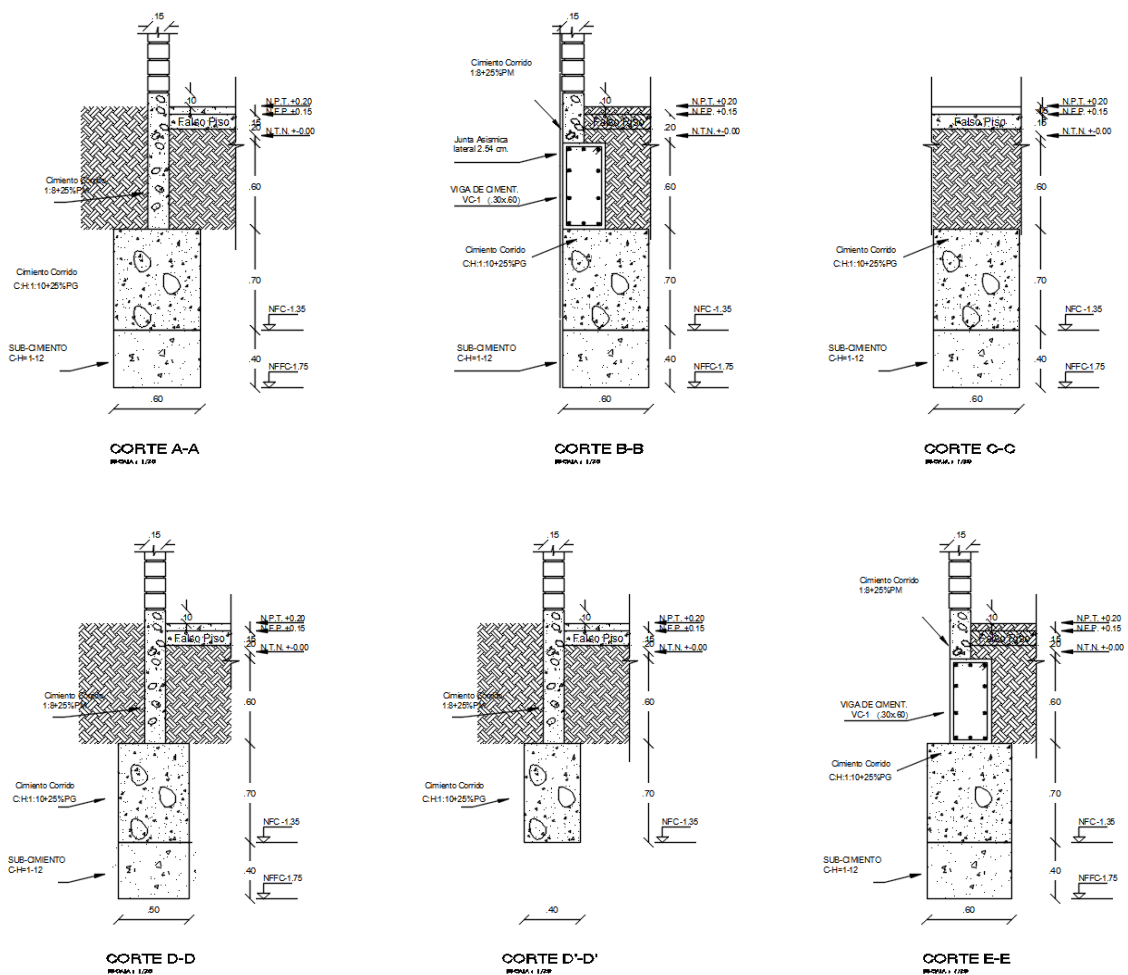 .15
.10
N.P.T. +0.20
N.F.P. +0.15
.15
Falso Piso
.20
N.T.N. +-0.00
Cimiento Corrido
1:8+25%PM
.60
Cimiento Corrido
C:H:1:10+25%PG
.70
NFC-1.35
SUB-CIMIENTO
C-H=1-12
.40
NFFC-1.75
.60
CORTE A-A
.15
Cimiento Corrido
1:8+25%PM
.10
N.P.T. +0.20
N.F.P. +0.15
.15
Falso Piso
.20
N.T.N. +-0.00
Junta Asismica
lateral 2.54 cm.
VIGA DE CIMENT.
VC-1 (.30x.60)
.60
Cimiento Corrido
C:H:1:10+25%PG
.70
NFC-1.35
SUB-CIMIENTO
C-H=1-12
.40
NFFC-1.75
.60
CORTE B-B
N.P.T. +0.20
N.F.P. +0.15
.15
Falso Piso
.20
N.T.N. +-0.00
.60
Cimiento Corrido
C:H:1:10+25%PG
.70
NFC-1.35
SUB-CIMIENTO
C-H=1-12
.40
NFFC-1.75
.60
CORTE C-C
.15
.10
N.P.T. +0.20
N.F.P. +0.15
.15
Falso Piso
.20
N.T.N. +-0.00
Cimiento Corrido
1:8+25%PM
.60
Cimiento Corrido
C:H:1:10+25%PG
.70
NFC-1.35
SUB-CIMIENTO
C-H=1-12
.40
NFFC-1.75
.50
CORTE D-D
.15
.10
N.P.T. +0.20
N.F.P. +0.15
.15
Falso Piso
.20
N.T.N. +-0.00
Cimiento Corrido
1:8+25%PM
.60
Cimiento Corrido
C:H:1:10+25%PG
.70
NFC-1.35
.40
CORTE D'-D'
.15
Cimiento Corrido
1:8+25%PM
.10
N.P.T. +0.20
N.F.P. +0.15
.15
Falso Piso
.20
N.T.N. +-0.00
VIGA DE CIMENT.
VC-1 (.30x.60)
.60
Cimiento Corrido
C:H:1:10+25%PG
.70
NFC-1.35
SUB-CIMIENTO
C-H=1-12
.40
NFFC-1.75
.60
CORTE E-E